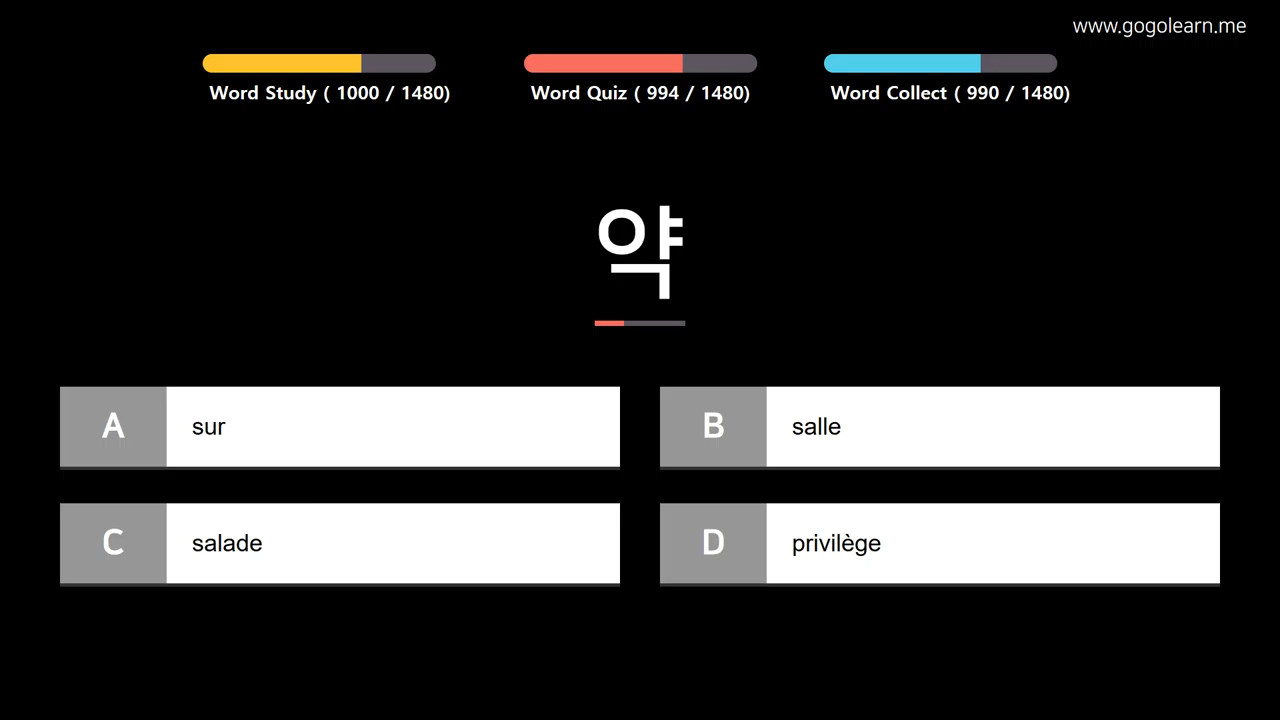 www.gogolearn.me
Word Study ( 1000 / 1480)
Word Quiz ( 994 / 1480)
Word Collect ( 990 / 1480)
약
A sur
B salle
C salade
D privilège